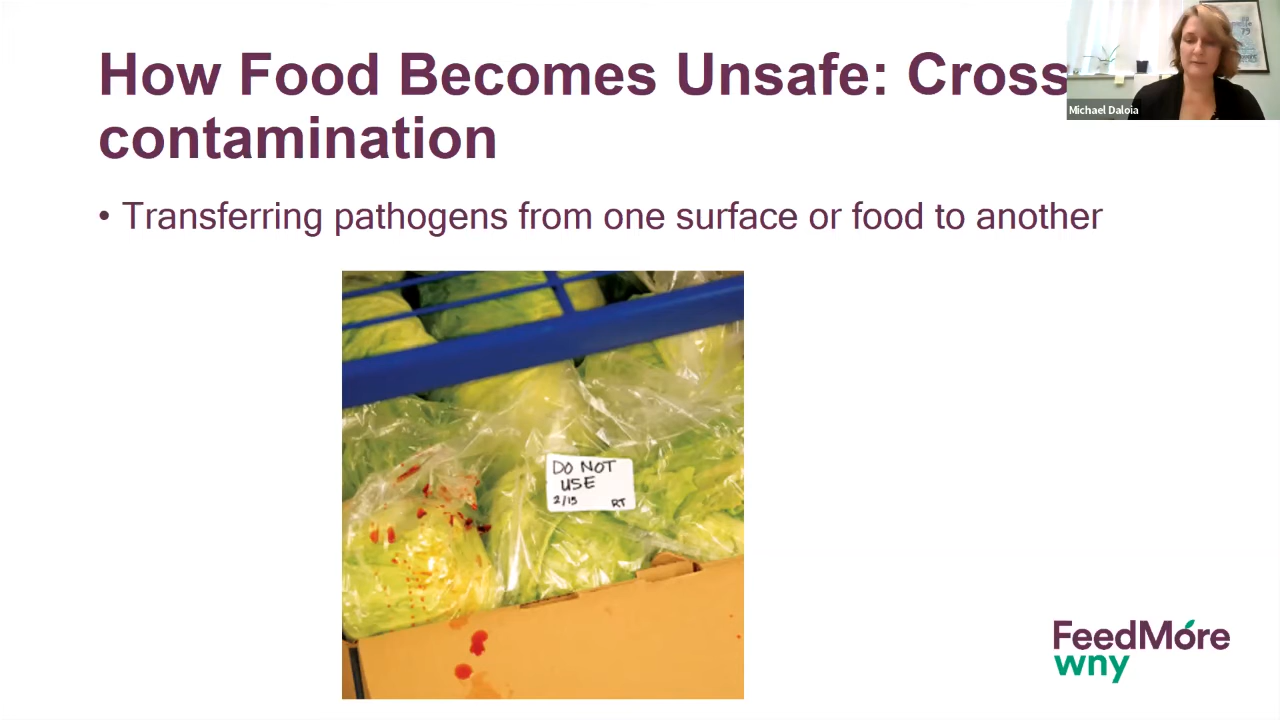 How Food Becomes Unsafe: Cross
contamination
Michael Daloia
• Transferring pathogens from one surface or food to another
DO NOT
USE
2/15 RT
FeedMore
wny